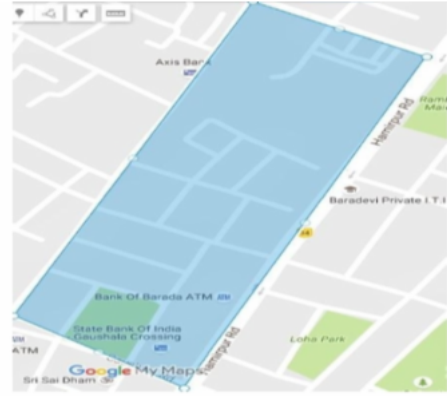 Axis Bank
Hamirpur Rd
Baradevi Private I.T.I
Bank Of Barada ATM
State Bank Of India
Gaushala Crossing
Hamirpur Rd
Loha Park
ATM
Google My Maps
Sri Sai Dham